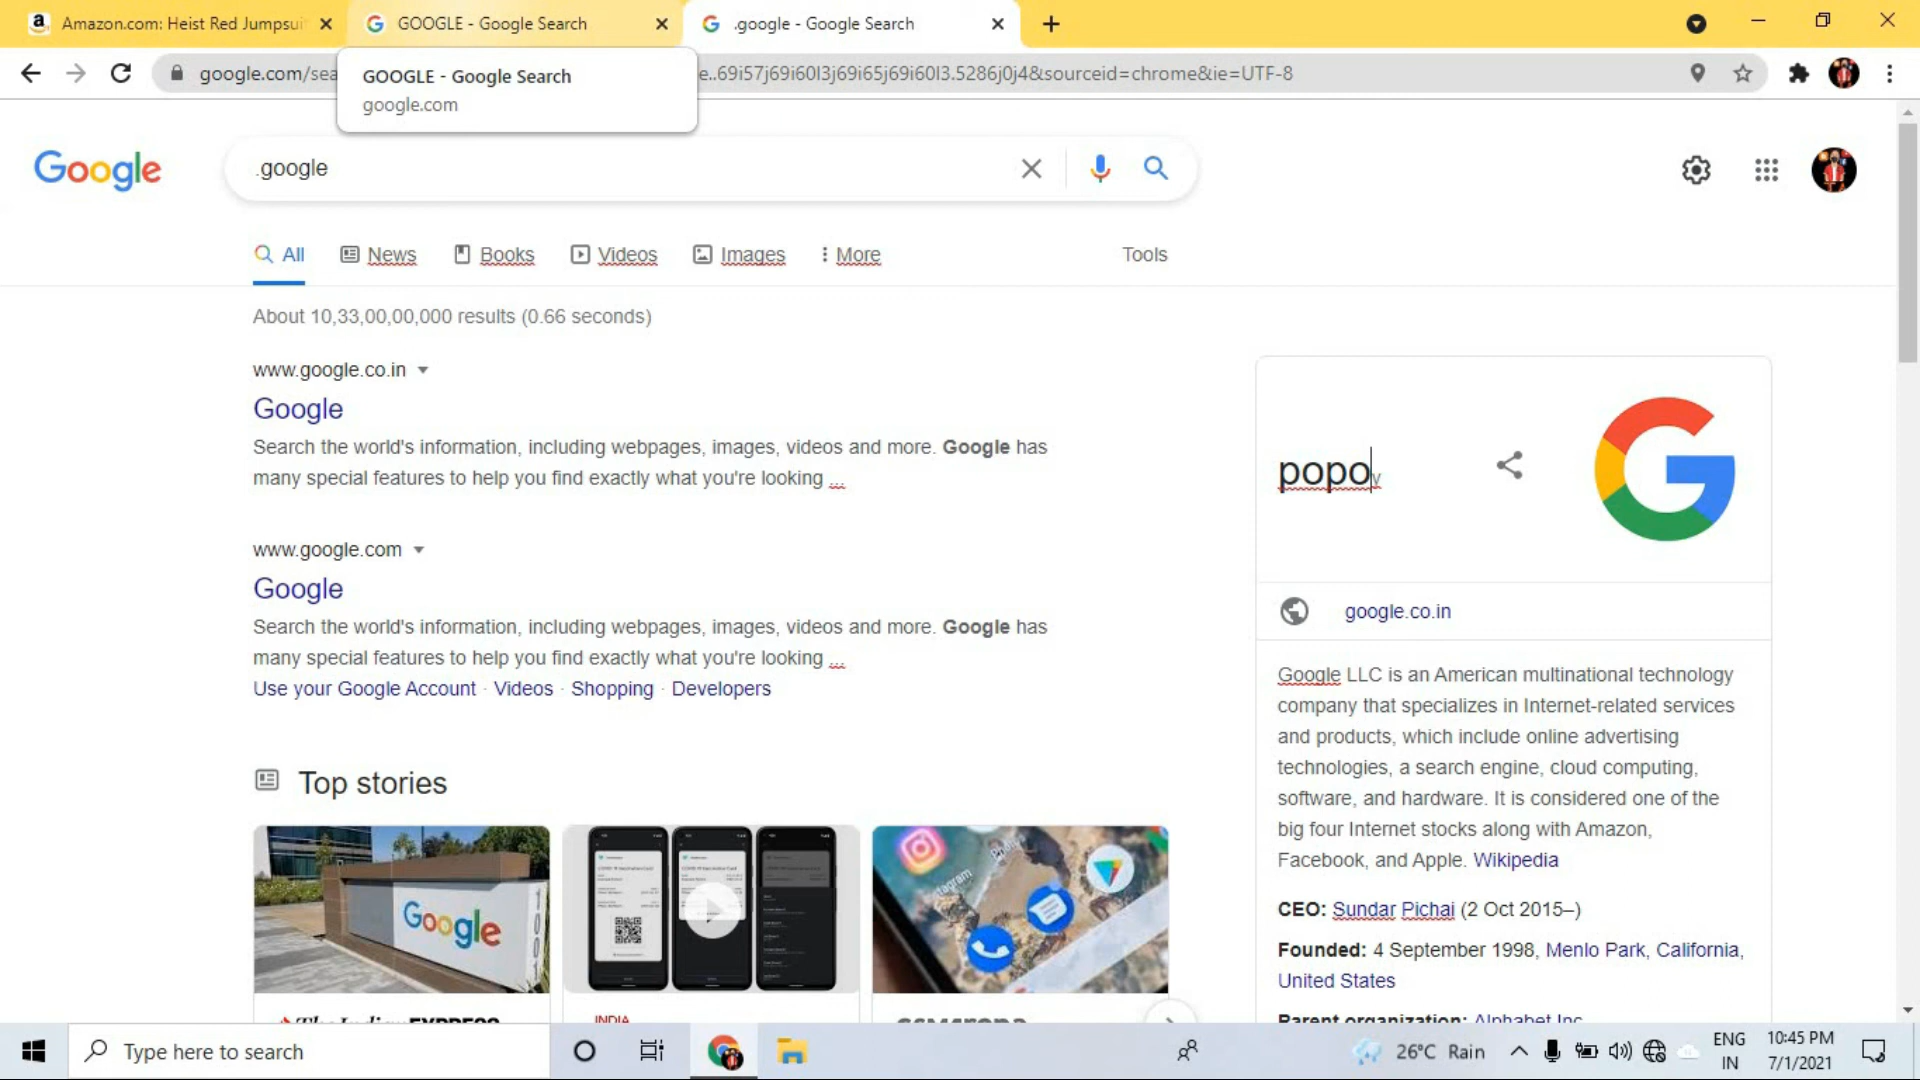 Amazon.com: Heist Red Jumpsui
GOOGLE - Google Search
.google - Google Search
google.com/sea
e..69i57j69i60l3j69i65j69i60l3.5286j0j4&sourceid=chrome&ie=UTF-8
GOOGLE - Google Search
google.com
Google
.google
All
News
Books
Videos
Images
More
Tools
About 10,33,00,00,000 results (0.66 seconds)
www.google.co.in
Google
Search the world's information, including webpages, images, videos and more. Google has
many special features to help you find exactly what you're looking ...
www.google.com
Google
Search the world's information, including webpages, images, videos and more. Google has
many special features to help you find exactly what you're looking ...
Use your Google Account · Videos · Shopping · Developers
Top stories
Google
INDIA
popoy
google.co.in
Google LLC is an American multinational technology
company that specializes in Internet-related services
and products, which include online advertising
technologies, a search engine, cloud computing,
software, and hardware. It is considered one of the
big four Internet stocks along with Amazon,
Facebook, and Apple. Wikipedia
CEO: Sundar Pichai (2 Oct 2015–)
Founded: 4 September 1998, Menlo Park, California,
United States
Parent organization: Alphabet Inc
Type here to search
26°C Rain
ENG
IN
10:45 PM
7/1/2021